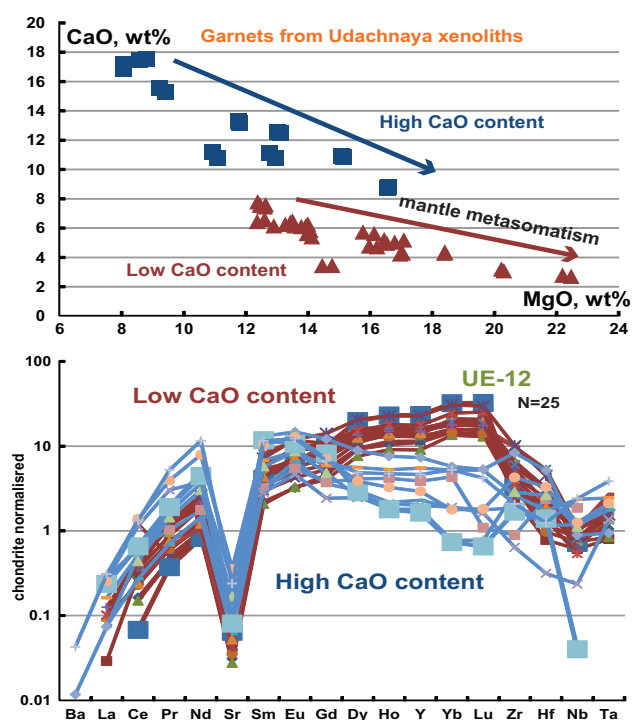 20
CaO, wt%
Garnets from Udachnaya xenoliths
18
16
14
High CaO content
12
10
8
mantle metasomatism
6
4
Low CaO content
2
MgO, wt%
0
6 8 10 12 14 16 18 20 22 24
100
Low CaO content
UE-12
N=25
10
chondrite normalisred
1
High CaO content
0.1
0.01
Ba La Ce Pr Nd Sr Sm Eu Gd Dy Ho Y Yb Lu Zr Hf Nb Ta